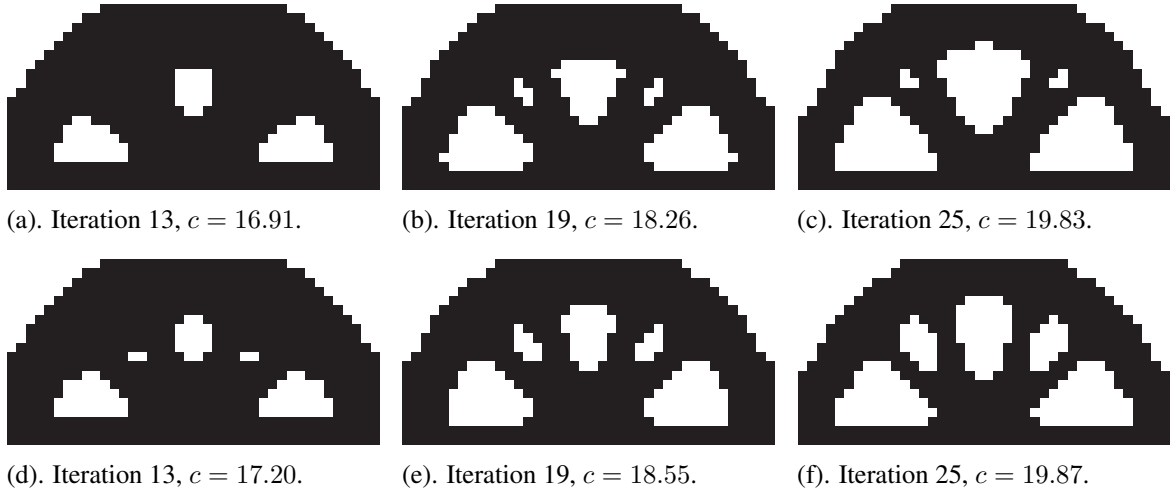 (a). Iteration 13, c = 16.91.
(b). Iteration 19, c = 18.26.
(c). Iteration 25, c = 19.83.
(d). Iteration 13, c = 17.20.
(e). Iteration 19, c = 18.55.
(f). Iteration 25, c = 19.87.